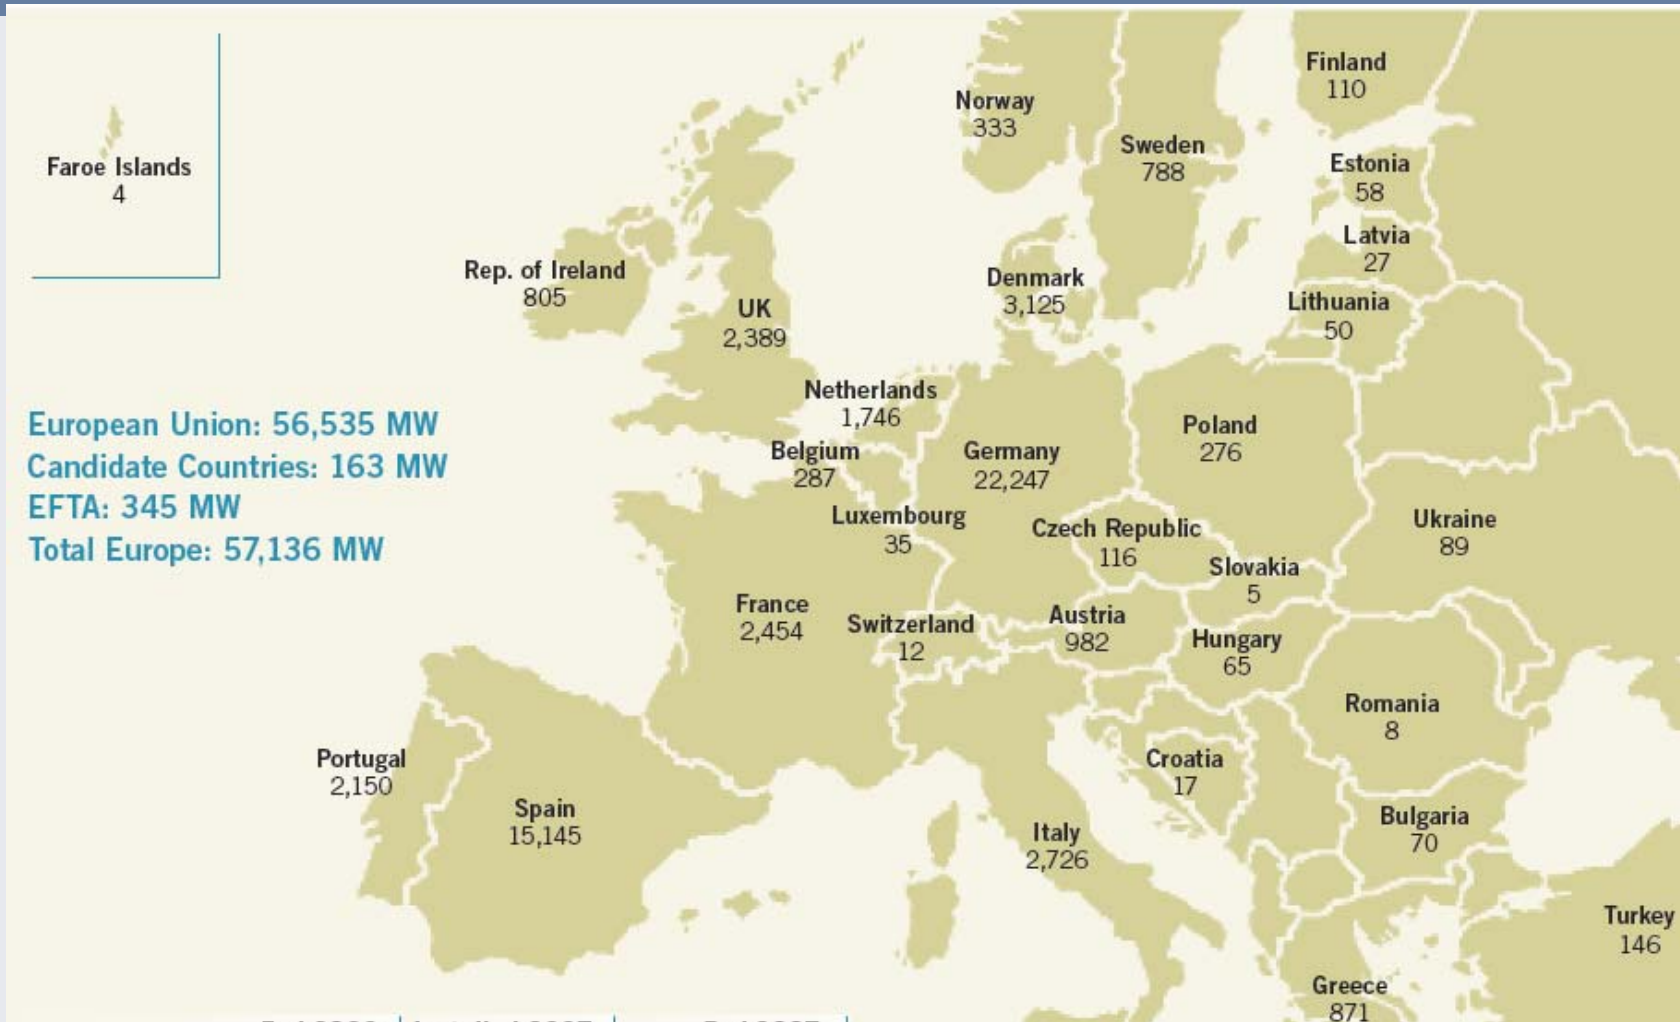 Faroe Islands
4
Norway
333
Sweden
788
Finland
110
Estonia
58
Latvia
27
Lithuania
50
Rep. of Ireland
805
UK
2,389
Denmark
3,125
European Union: 56,535 MW
Candidate Countries: 163 MW
EFTA: 345 MW
Total Europe: 57,136 MW
Netherlands
1,746
Belgium
287
Luxembourg
35
Germany
22,247
Poland
276
Czech Republic
116
Slovakia
5
Ukraine
89
France
2,454
Switzerland
12
Austria
982
Hungary
65
Romania
8
Portugal
2,150
Spain
15,145
Croatia
17
Italy
2,726
Bulgaria
70
Turkey
146
Greece
871